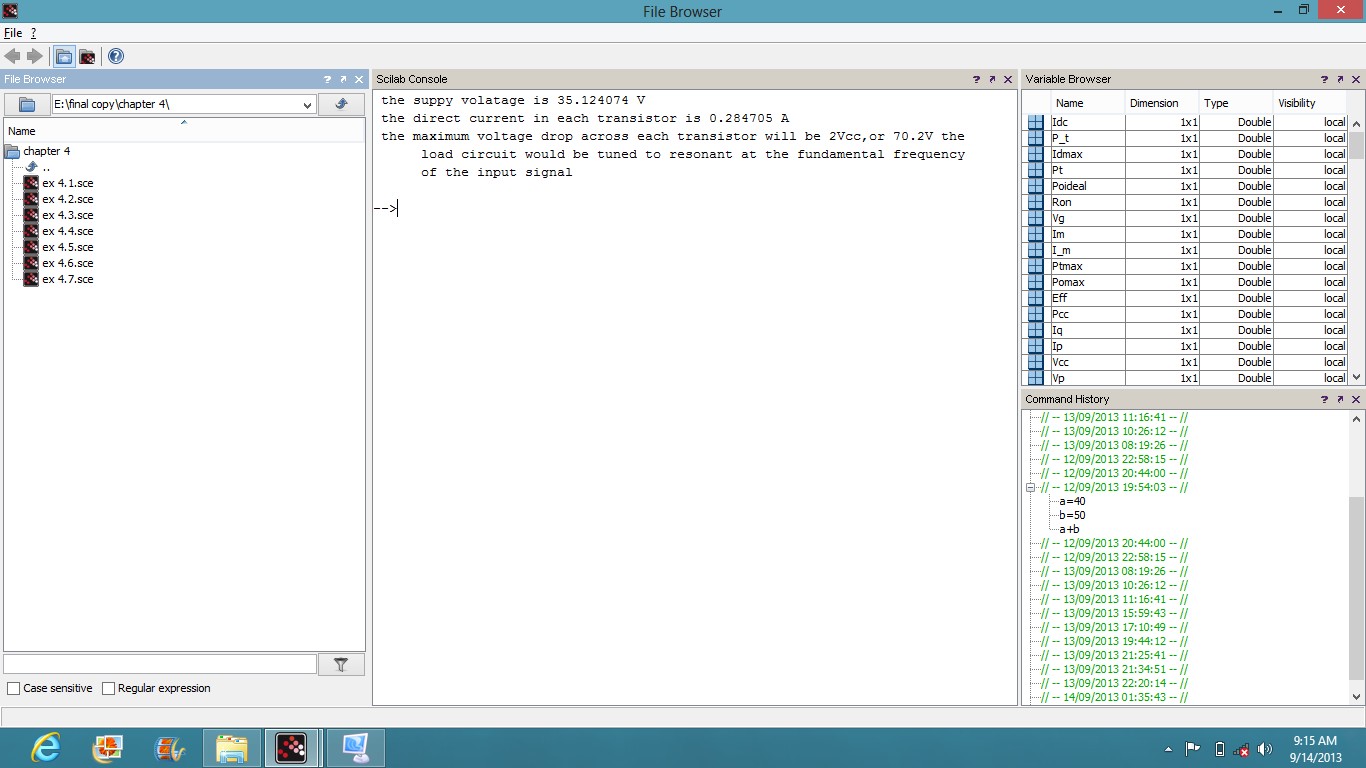 File Browser
File ?
File Browser
E:\final copy\chapter 4\
Name
chapter 4
..
ex 4.1.sce
ex 4.2.sce
ex 4.3.sce
ex 4.4.sce
ex 4.5.sce
ex 4.6.sce
ex 4.7.sce
Case sensitive Regular expression
Scilab Console
the suppy volatage is 35.124074 V
the direct current in each transistor is 0.284705 A
the maximum voltage drop across each transistor will be 2Vcc,or 70.2V the
load circuit would be tuned to resonant at the fundamental frequency
of the input signal
-->
Variable Browser
Name Dimension Type Visibility
Idc 1x1 Double local
P_t 1x1 Double local
Idmax 1x1 Double local
Pt 1x1 Double local
Poideal 1x1 Double local
Ron 1x1 Double local
Vg 1x1 Double local
Im 1x1 Double local
I_m 1x1 Double local
Ptmax 1x1 Double local
Pomax 1x1 Double local
Eff 1x1 Double local
Pcc 1x1 Double local
Iq 1x1 Double local
Ip 1x1 Double local
Vcc 1x1 Double local
Vp 1x1 Double local
Command History
// -- 13/09/2013 11:16:41 -- //
// -- 13/09/2013 10:26:12 -- //
// -- 13/09/2013 08:19:26 -- //
// -- 12/09/2013 22:58:15 -- //
// -- 12/09/2013 20:44:00 -- //
// -- 12/09/2013 19:54:03 -- //
a=40
b=50
a+b
// -- 12/09/2013 20:44:00 -- //
// -- 12/09/2013 22:58:15 -- //
// -- 13/09/2013 08:19:26 -- //
// -- 13/09/2013 10:26:12 -- //
// -- 13/09/2013 11:16:41 -- //
// -- 13/09/2013 15:59:43 -- //
// -- 13/09/2013 17:10:49 -- //
// -- 13/09/2013 19:44:12 -- //
// -- 13/09/2013 21:25:41 -- //
// -- 13/09/2013 21:34:51 -- //
// -- 13/09/2013 22:20:14 -- //
// -- 14/09/2013 01:35:43 -- //
9:15 AM
9/14/2013